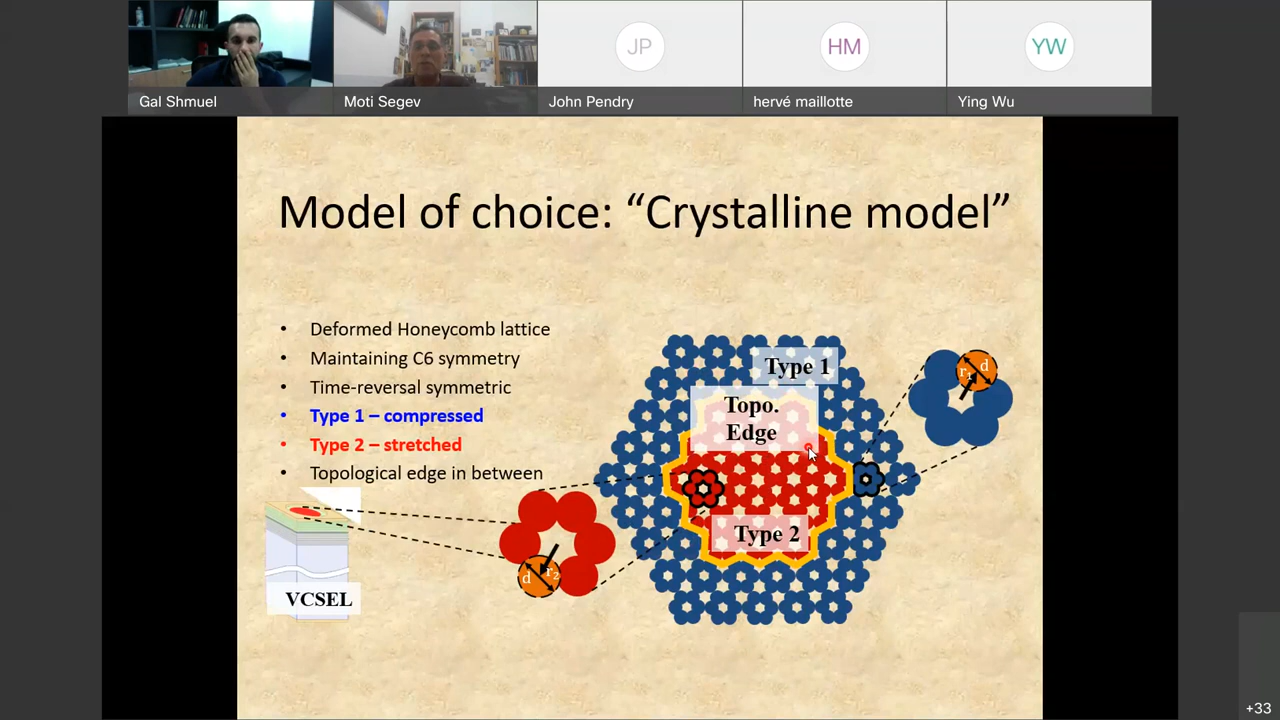 JP
HM
YW
Gal Shmuel
Moti Segev
John Pendry
hervé maillotte
Ying Wu
Model of choice: “Crystalline model”
• Deformed Honeycomb lattice
• Maintaining C6 symmetry
• Time-reversal symmetric
• Type 1 – compressed
• Type 2 – stretched
• Topological edge in between
Type 1
Topo.
Edge
Type 2
r₁ d
d r₂
VCSEL
+33